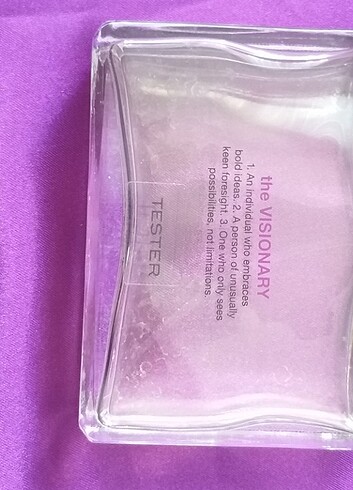 the VISIONARY
1. An individual who embraces
bold ideas. 2. A person of unusually
keen foresight. 3. One who only sees
possibilities, not limitations.
TESTER